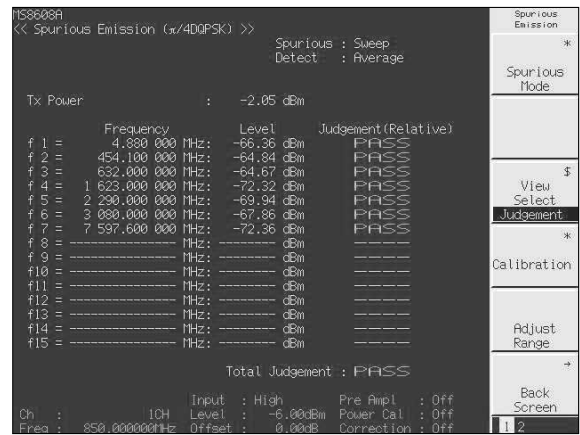 MS8608A
<< Spurious Emission (π/4DQPSK) >>
Spurious : Sweep
Detect : Average
Tx Power : -2.05 dBm
Frequency Level Judgement(Relative)
f 1 = 4.880 000 MHz: -66.36 dBm PASS
f 2 = 454.100 000 MHz: -64.84 dBm PASS
f 3 = 632.000 000 MHz: -64.67 dBm PASS
f 4 = 1 623.000 000 MHz: -72.32 dBm PASS
f 5 = 2 290.000 000 MHz: -69.94 dBm PASS
f 6 = 3 080.000 000 MHz: -67.86 dBm PASS
f 7 = 7 597.600 000 MHz: -72.36 dBm PASS
f 8 = --------------- MHz: -------- dBm -----
f 9 = --------------- MHz: -------- dBm -----
f10 = --------------- MHz: -------- dBm -----
f11 = --------------- MHz: -------- dBm -----
f12 = --------------- MHz: -------- dBm -----
f13 = --------------- MHz: -------- dBm -----
f14 = --------------- MHz: -------- dBm -----
f15 = --------------- MHz: -------- dBm -----
Total Judgement : PASS
Input : High Pre Ampl : Off
Ch : 1CH Level : -6.00dBm Power Cal : Off
Freq : 850.000000MHz Offset : 0.00dB Correction : Off
Spurious
Emission
*
Spurious
Mode
$
View
Select
Judgement
*
Calibration
Adjust
Range
→
Back
Screen
1 2